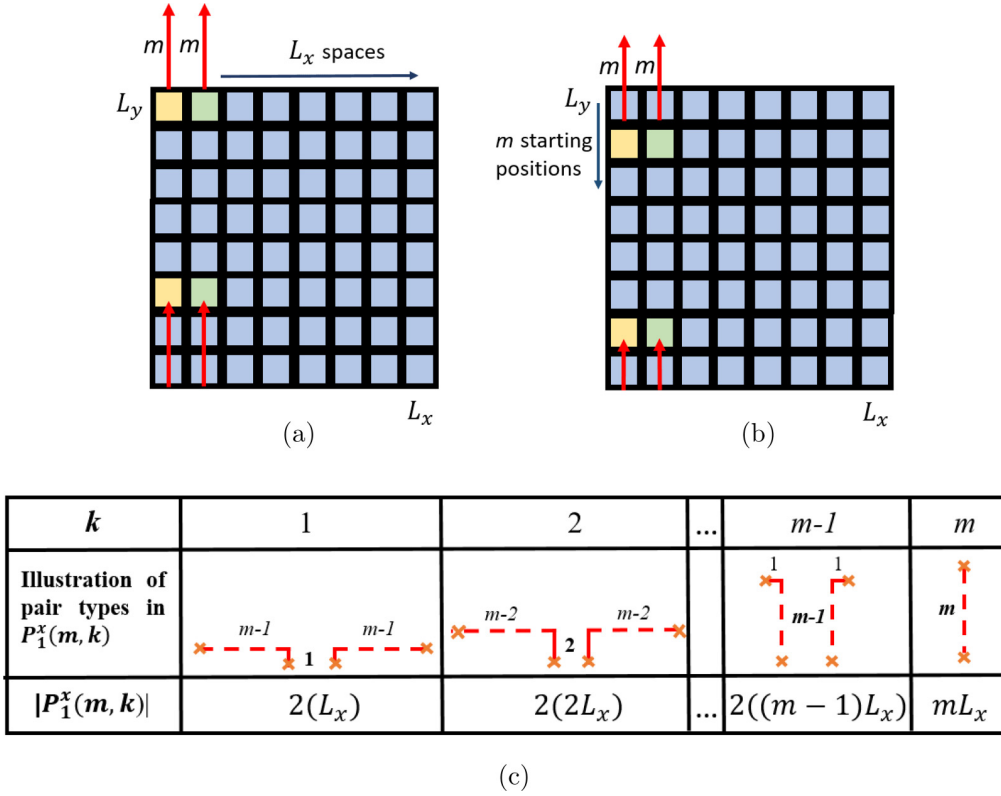 m m
L_x spaces
L_y
L_x
(a)
m m
L_y
m starting
positions
L_x
(b)
k 1 2 ... m-1 m
Illustration of
pair types in
P_1^x(m, k)
m-1 1 m-1
m-2 2 m-2
1 m-1 1
m
|P_1^x(m, k)| 2(L_x) 2(2L_x) ... 2((m − 1)L_x) mL_x
(c)